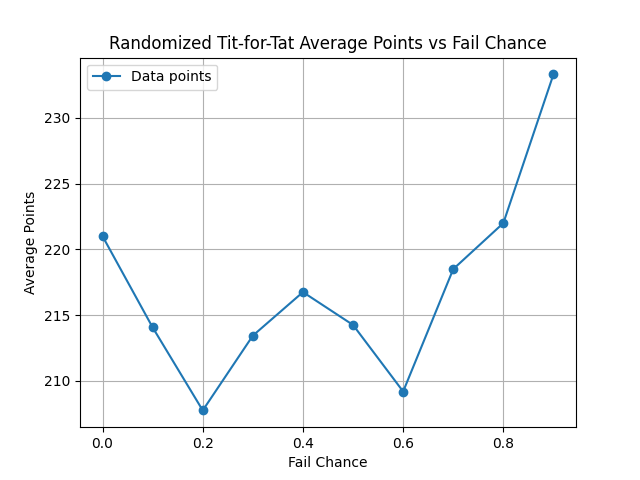 Randomized Tit-for-Tat Average Points vs Fail Chance
Data points
230
225
220
215
210
Average Points
0.0 0.2 0.4 0.6 0.8
Fail Chance